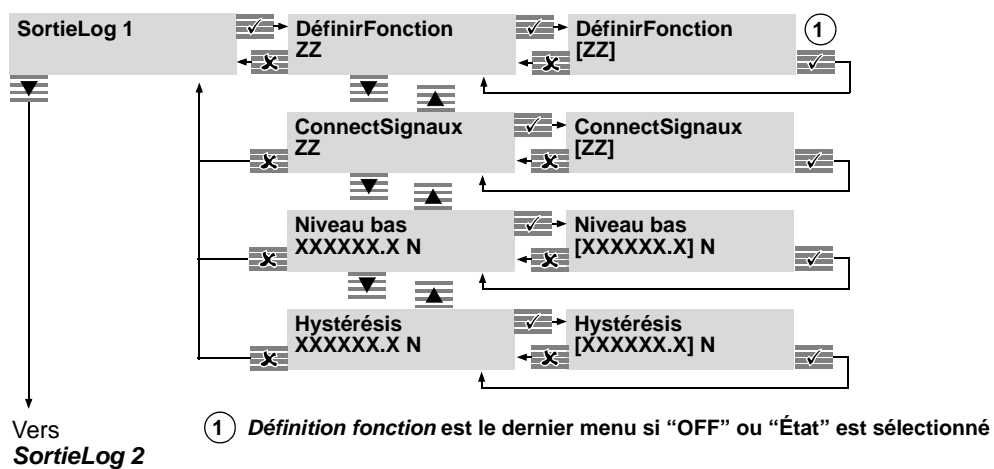 SortieLog 1
DéfinirFonction
ZZ
DéfinirFonction
[ZZ]
1
ConnectSignaux
ZZ
ConnectSignaux
[ZZ]
Niveau bas
XXXXXX.X N
Niveau bas
[XXXXXX.X] N
Hystérésis
XXXXXX.X N
Hystérésis
[XXXXXX.X] N
Vers
SortieLog 2
1 Définition fonction est le dernier menu si “OFF” ou “État” est sélectionné